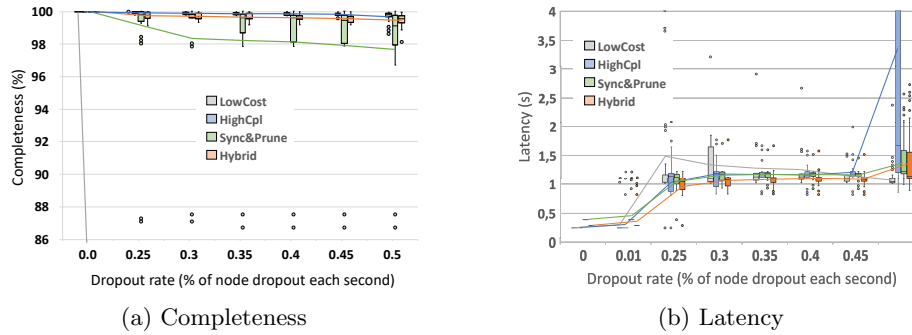 100
98
96
94
92
90
88
86
Completeness (%)
LowCost
HighCpl
Sync&Prune
Hybrid
0.0 0.25 0.3 0.35 0.4 0.45 0.5
Dropout rate (% of node dropout each second)
(a) Completeness
4
3,5
3
2,5
2
1,5
1
0,5
0
Latency (s)
LowCost
HighCpl
Sync&Prune
Hybrid
0 0.01 0.25 0.3 0.35 0.4 0.45
Dropout rate (% of node dropout each second)
(b) Latency